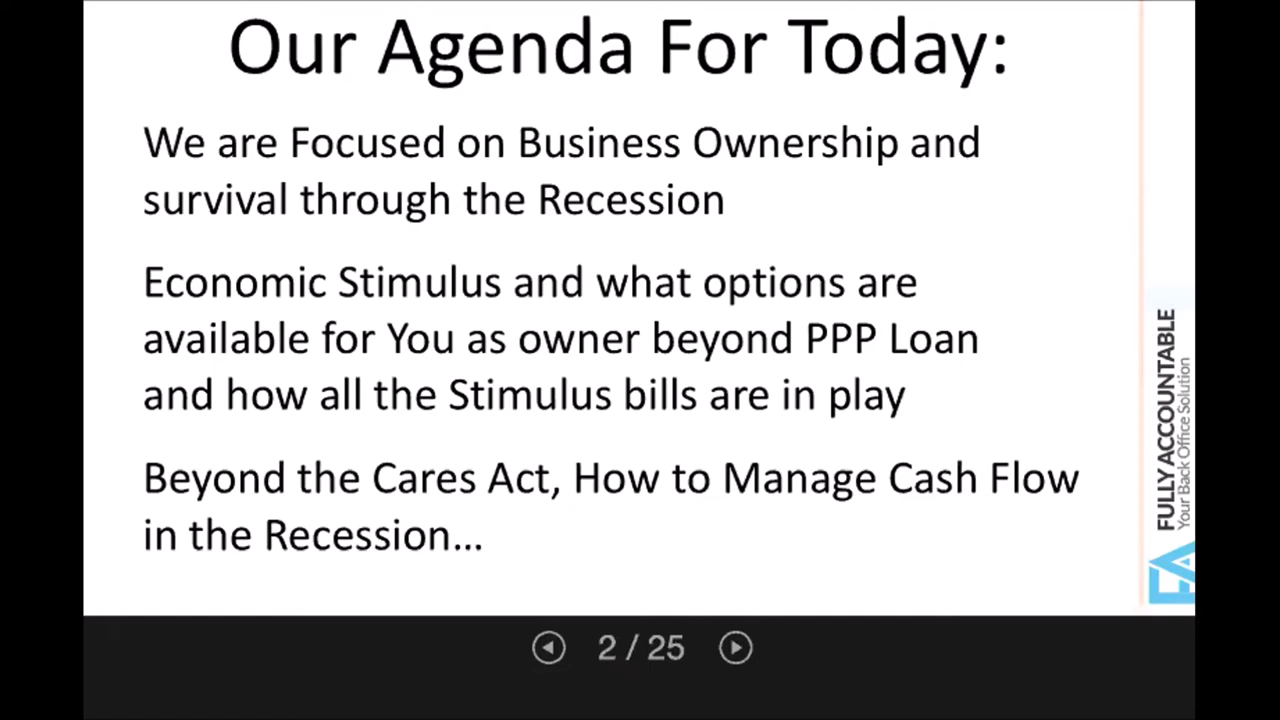 Our Agenda For Today:
We are Focused on Business Ownership and
survival through the Recession
Economic Stimulus and what options are
available for You as owner beyond PPP Loan
and how all the Stimulus bills are in play
Beyond the Cares Act, How to Manage Cash Flow
in the Recession...
FULLY ACCOUNTABLE
Your Back Office Solution
FA
2 / 25